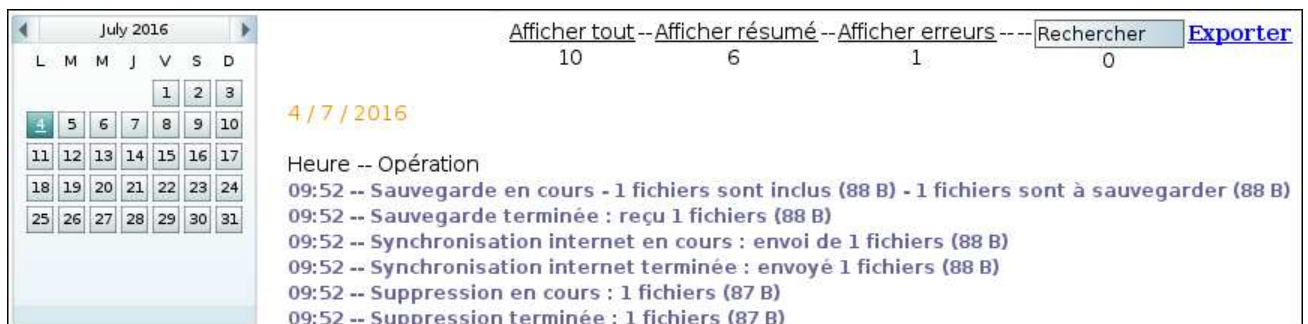 July 2016
L M M J V S D
1 2 3
4 5 6 7 8 9 10
11 12 13 14 15 16 17
18 19 20 21 22 23 24
25 26 27 28 29 30 31
Afficher tout--Afficher résumé--Afficher erreurs----Rechercher Exporter
10 6 1 0
4 / 7 / 2016
Heure -- Opération
09:52 -- Sauvegarde en cours - 1 fichiers sont inclus (88 B) - 1 fichiers sont à sauvegarder (88 B)
09:52 -- Sauvegarde terminée : reçu 1 fichiers (88 B)
09:52 -- Synchronisation internet en cours : envoi de 1 fichiers (88 B)
09:52 -- Synchronisation internet terminée : envoyé 1 fichiers (88 B)
09:52 -- Suppression en cours : 1 fichiers (87 B)
09:52 -- Suppression terminée : 1 fichiers (87 B)